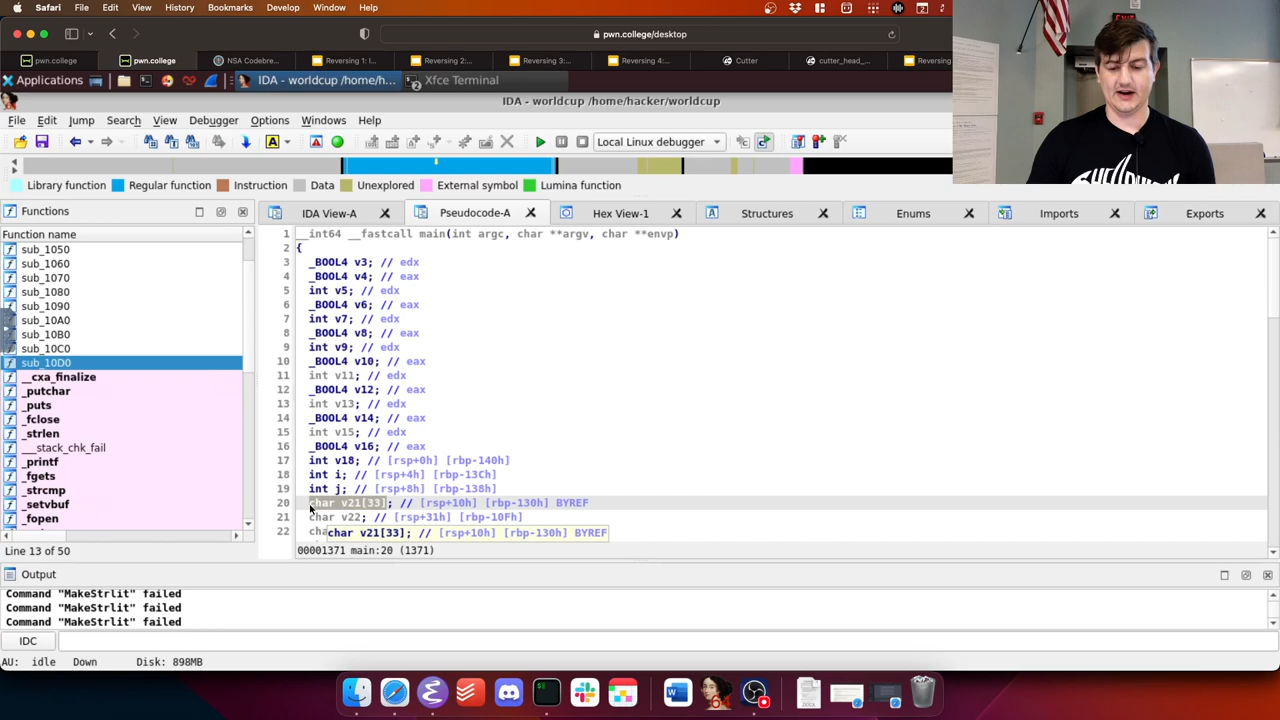 Safari File Edit View History Bookmarks Develop Window Help
pwn.college/desktop
pwn.college
pwn.college
NSA Codebre...
Reversing 1: I...
Reversing 2:...
Reversing 3:...
Reversing 4:...
Cutter
cutter_head_...
Reversing
Applications
IDA - worldcup /home/h...
Xfce Terminal
EXIT
IDA - worldcup /home/hacker/worldcup
File Edit Jump Search View Debugger Options Windows Help
Local Linux debugger
Library function Regular function Instruction Data Unexplored External symbol Lumina function
Functions
IDA View-A Pseudocode-A Hex View-1 Structures Enums Imports Exports
Function name
sub_1050
sub_1060
sub_1070
sub_1080
sub_1090
sub_10A0
sub_10B0
sub_10C0
sub_10D0
__cxa_finalize
_putchar
_puts
_fclose
_strlen
___stack_chk_fail
_printf
_fgets
_strcmp
_setvbuf
_fopen
Line 13 of 50
1 __int64 __fastcall main(int argc, char **argv, char **envp)
2 {
3 _BOOL4 v3; // edx
4 _BOOL4 v4; // eax
5 int v5; // edx
6 _BOOL4 v6; // eax
7 int v7; // edx
8 _BOOL4 v8; // eax
9 int v9; // edx
10 _BOOL4 v10; // eax
11 int v11; // edx
12 _BOOL4 v12; // eax
13 int v13; // edx
14 _BOOL4 v14; // eax
15 int v15; // edx
16 _BOOL4 v16; // eax
17 int v18; // [rsp+0h] [rbp-140h]
18 int i; // [rsp+4h] [rbp-13Ch]
19 int j; // [rsp+8h] [rbp-138h]
20 char v21[33]; // [rsp+10h] [rbp-130h] BYREF
21 char v22; // [rsp+31h] [rbp-10Fh]
22 cha
char v21[33]; // [rsp+10h] [rbp-130h] BYREF
00001371 main:20 (1371)
Output
Command "MakeStrlit" failed
Command "MakeStrlit" failed
Command "MakeStrlit" failed
IDC
AU: idle Down Disk: 898MB